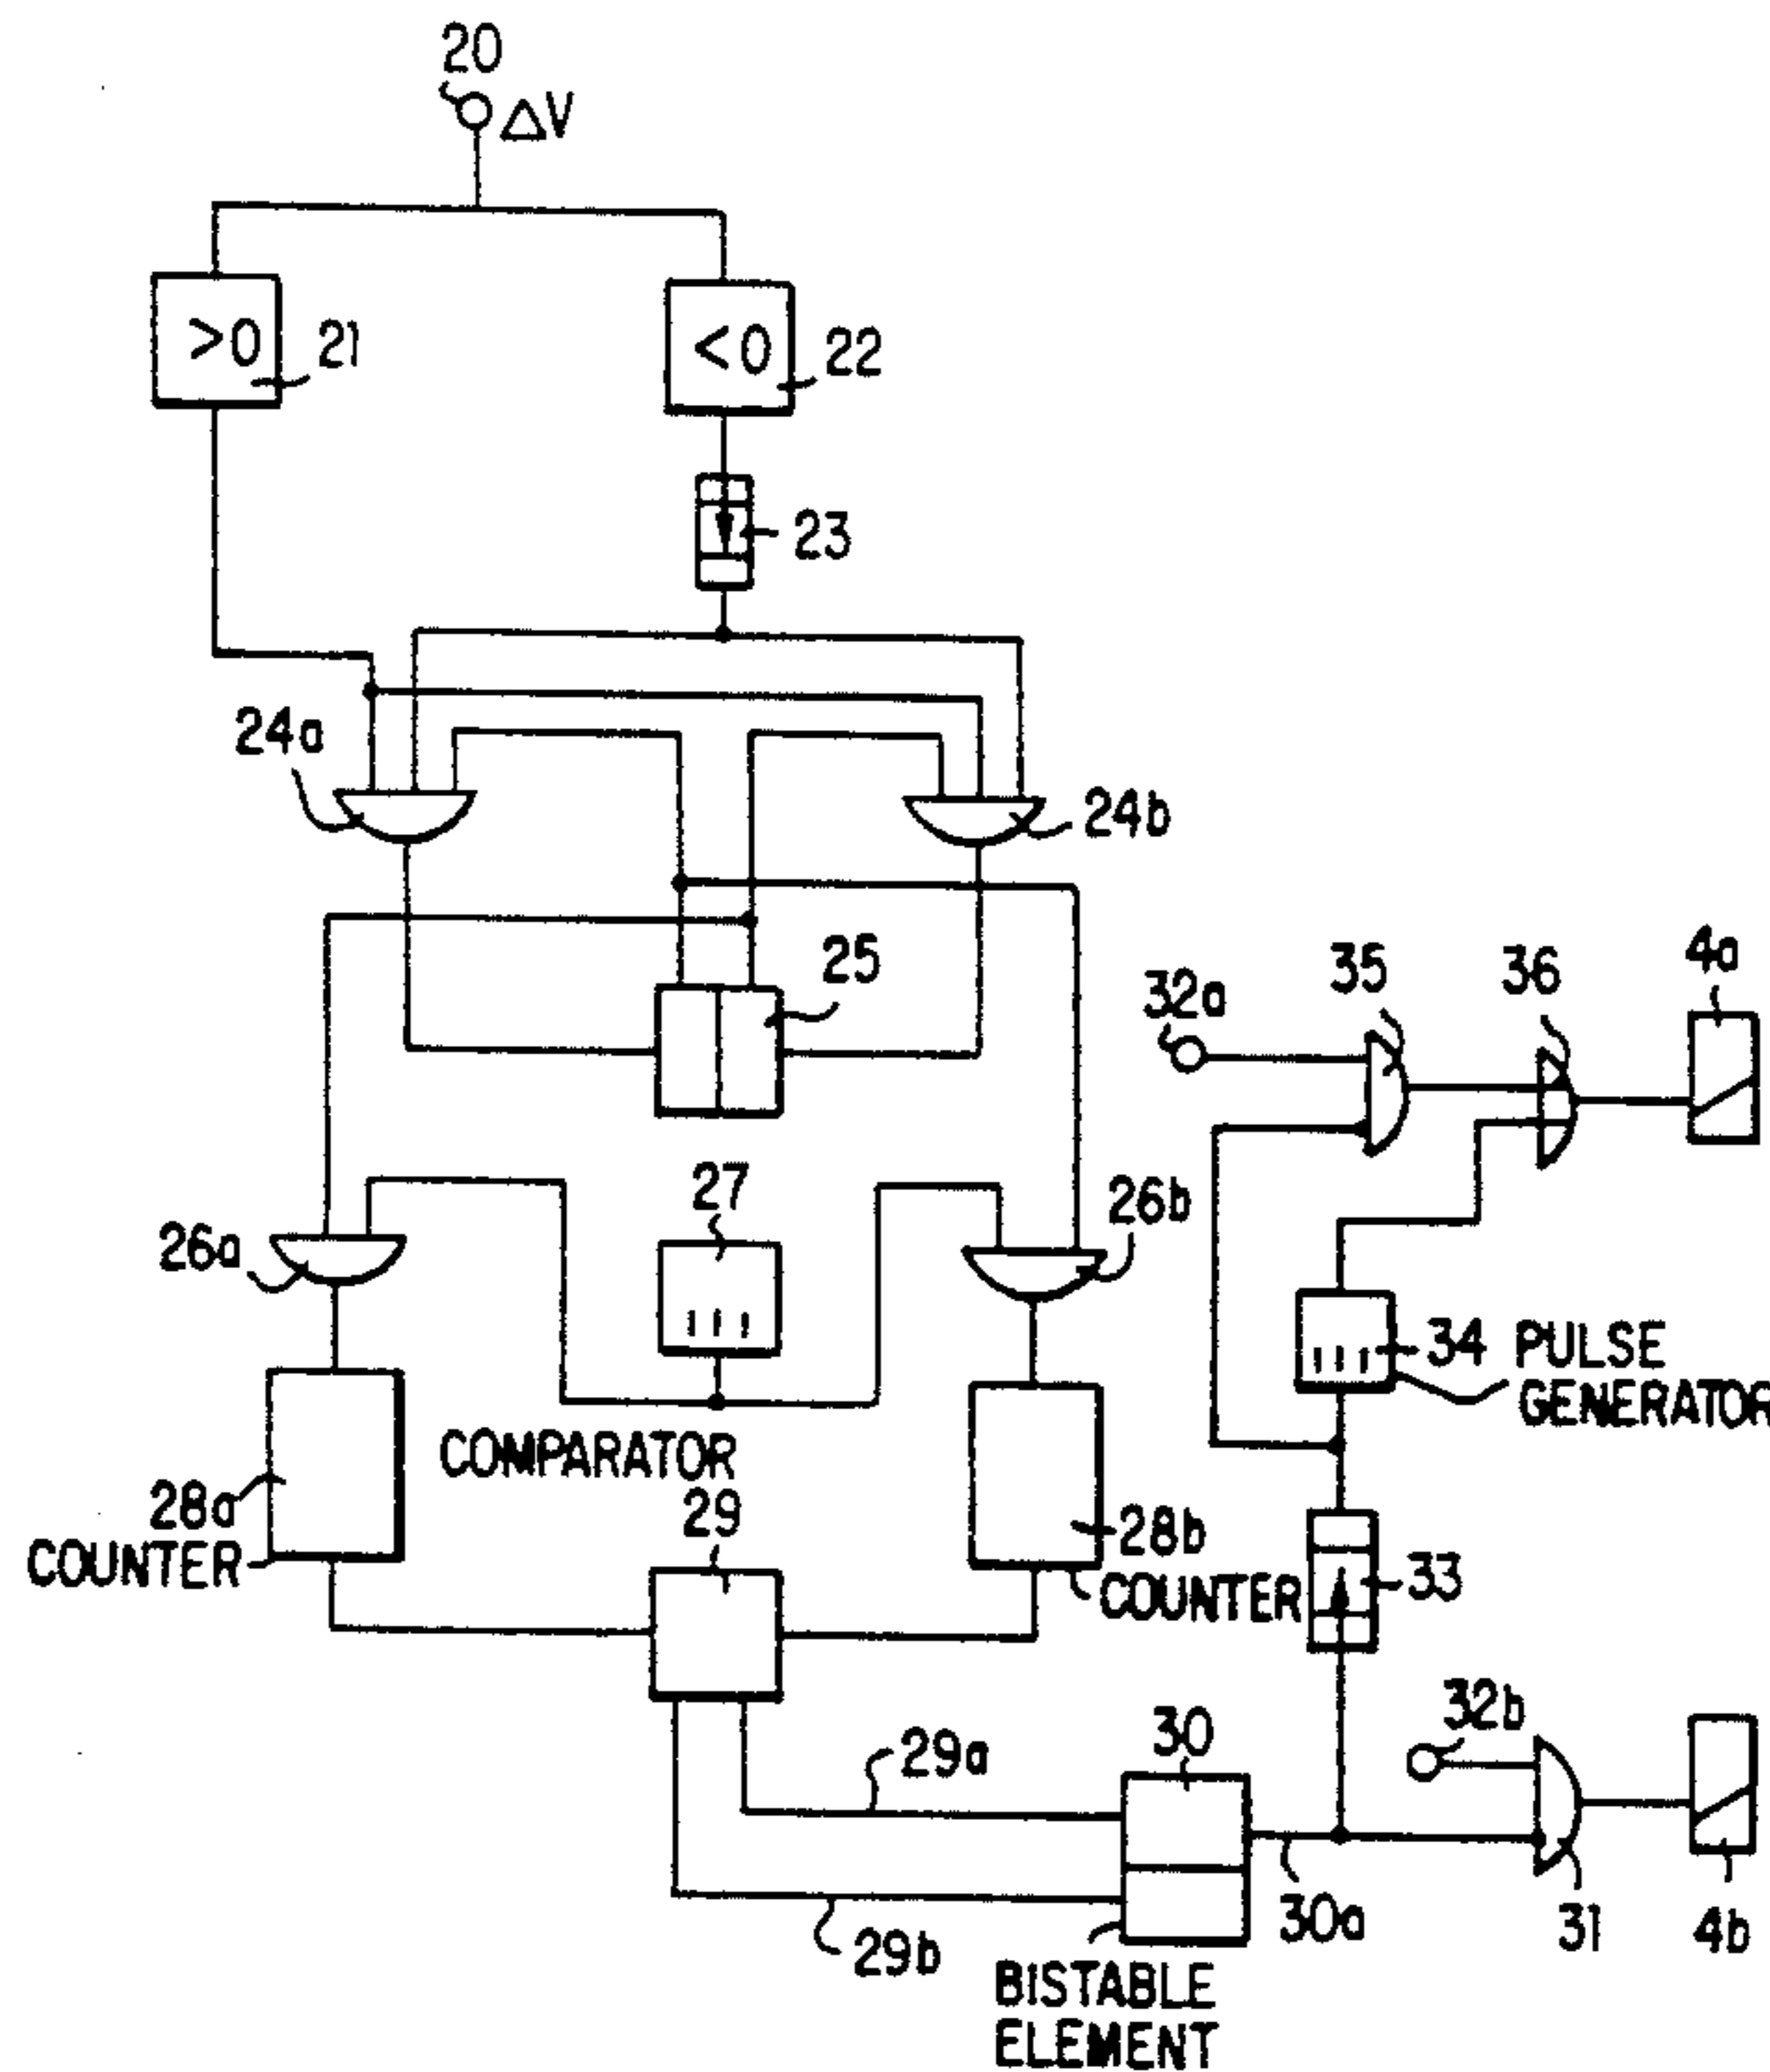 20
ΔV
>0
21
<0
22
23
24a
24b
25
32a
35
36
4a
27
26a
26b
34 PULSE
GENERATOR
COMPARATOR
28a
COUNTER
29
28b
COUNTER
33
32b
29a
30
30a
29b
31
4b
BISTABLE
ELEMENT